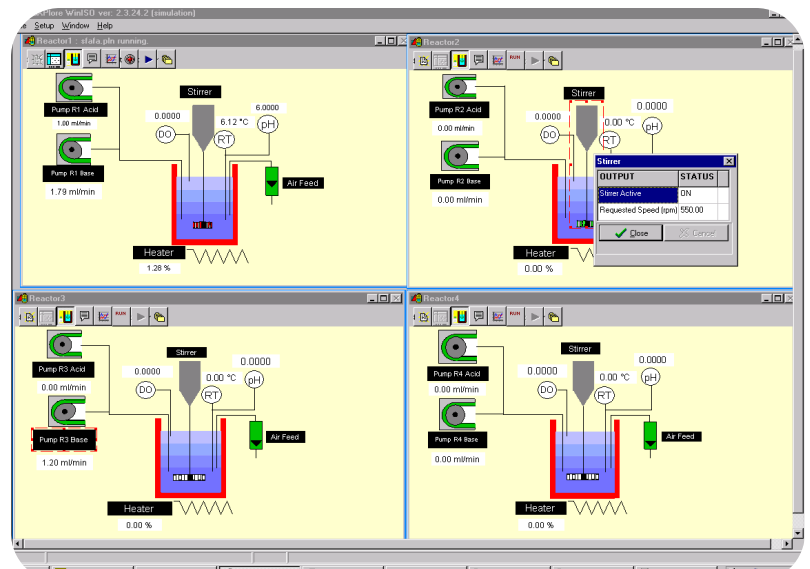 Plore WinISO ver: 2.3.24.2 (simulation)
Setup Window Help
Reactor1 : sfafa.pln running.
Pump R1 Acid
1.00 ml/min
Pump R1 Base
1.79 ml/min
Stirrer
0.0000
DO
6.12 °C
RT
6.0000
pH
Air Feed
Heater
1.28 %
Reactor2
RUN
Pump R2 Acid
0.00 ml/min
Pump R2 Base
0.00 ml/min
Stirrer
0.0000
DO
0.00 °C
RT
0.0000
pH
Heater
0.00 %
Stirrer
OUTPUT STATUS
Stirrer Active ON
Requested Speed (rpm) 550.00
Close Cancel
Reactor3
RUN
Pump R3 Acid
0.00 ml/min
Pump R3 Base
1.20 ml/min
Stirrer
0.0000
DO
0.00 °C
RT
0.0000
pH
Air Feed
Heater
0.00 %
Reactor4
RUN
Pump R4 Acid
0.00 ml/min
Pump R4 Base
0.00 ml/min
Stirrer
0.0000
DO
0.00 °C
RT
0.0000
pH
Air Feed
Heater
0.00 %